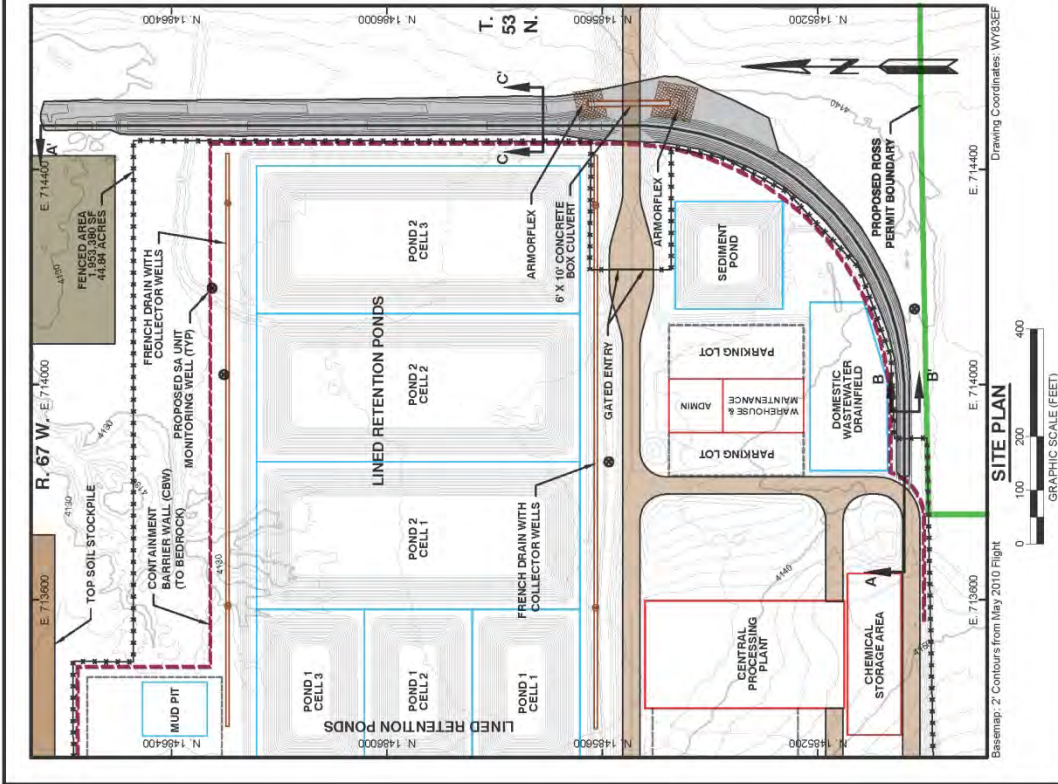 R. 67 W.
T.
53
N.
E. 713600
E. 714000
E. 714400
N. 1486400
N. 1486000
N. 1485600
N. 1485200
TOP SOIL STOCKPILE
CONTAINMENT
BARRIER WALL (CBW)
(TO BEDROCK)
PROPOSED SA UNIT
MONITORING WELL (TYP)
FRENCH DRAIN WITH
COLLECTOR WELLS
FENCED AREA
1,953,380 SF
44.84 ACRES
A'
4130
4130
4130
4150
MUD PIT
LINED RETENTION PONDS
POND 1
CELL 3
POND 1
CELL 2
POND 1
CELL 1
LINED RETENTION PONDS
POND 2
CELL 1
POND 2
CELL 2
POND 2
CELL 3
C
C'
FRENCH DRAIN WITH
COLLECTOR WELLS
GATED ENTRY
ARMORFLEX
6' X 10' CONCRETE
BOX CULVERT
ARMORFLEX
CENTRAL
PROCESSING
PLANT
CHEMICAL
STORAGE AREA
PARKING LOT
ADMIN
WAREHOUSE &
MAINTENANCE
PARKING LOT
SEDIMENT
POND
DOMESTIC
WASTEWATER
DRAINFIELD
A
B
B'
N
4140
4140
PROPOSED ROSS
PERMIT BOUNDARY
N. 1486400
N. 1486000
N. 1485600
N. 1485200
E. 713600
E. 714000
E. 714400
Basemap: 2' Contours from May 2010 Flight
SITE PLAN
Drawing Coordinates: WY83EF
0 100 200 400
GRAPHIC SCALE (FEET)